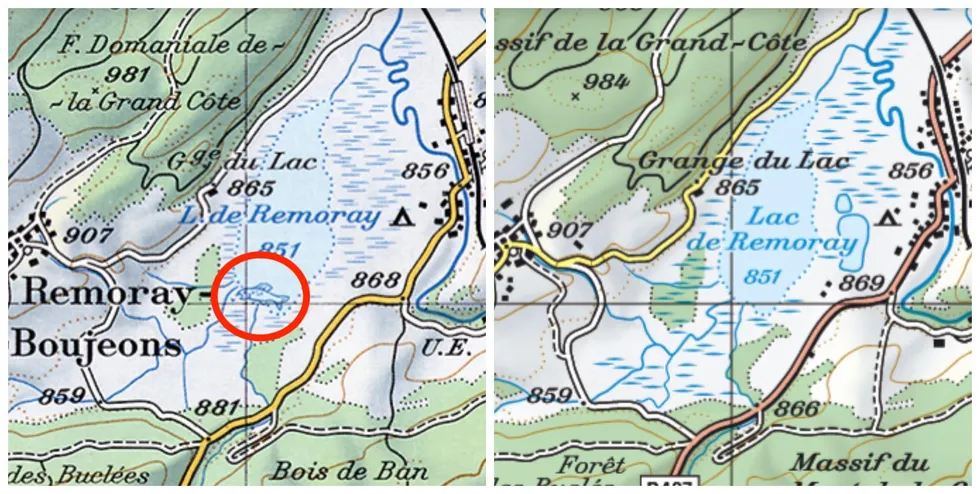 F. Domaniale de
981
la Grand Côte
Gge du Lac
865
856
L. de Remoray
851
907
868
Remoray-
Boujeons
U.E.
859
881
des Buclées
Bois de Ban
ssif de la Grand-Côte
984
Grange du Lac
865
856
Lac
de Remoray
907
851
869
859
866
Forêt
Massif du